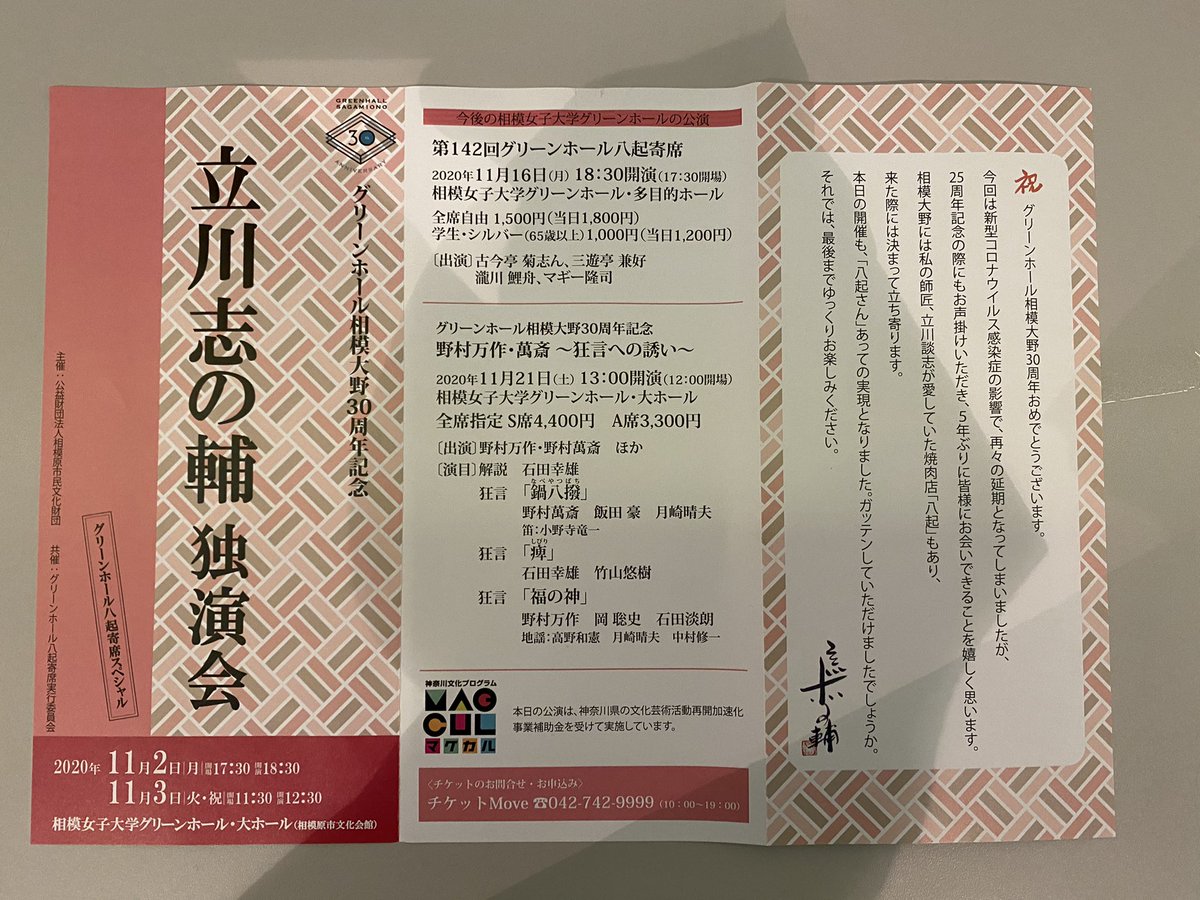 GREENHALL
SAGAMIONO
30
ANNIVERSARY
グリーンホール相模大野30周年記念
立川志の輔 独演会
主催：公益財団法人相模原市民文化財団　共催：グリーンホール八起寄席実行委員会
グリーンホール八起寄席スペシャル
2020年 11月2日|月|開場17:30 開演18:30
11月3日|火・祝|開場11:30 開演12:30
相模女子大学グリーンホール・大ホール(相模原市文化会館)
今後の相模女子大学グリーンホールの公演
第142回グリーンホール八起寄席
2020年11月16日(月) 18:30開演(17:30開場)
相模女子大学グリーンホール・多目的ホール
全席自由 1,500円(当日1,800円)
学生・シルバー(65歳以上)1,000円(当日1,200円)
〔出演〕古今亭 菊志ん、三遊亭 兼好
瀧川 鯉舟、マギー隆司
グリーンホール相模大野30周年記念
野村万作・萬斎 〜狂言への誘い〜
2020年11月21日(土) 13:00開演(12:00開場)
相模女子大学グリーンホール・大ホール
全席指定 S席4,400円　A席3,300円
〔出演〕野村万作・野村萬斎　ほか
〔演目〕解説　石田幸雄
なべやつばち
狂言　「鍋八撥」
野村萬斎　飯田 豪　月崎晴夫
笛：小野寺竜一
しびり
狂言　「痺」
石田幸雄　竹山悠樹
狂言　「福の神」
野村万作　岡 聡史　石田淡朗
地謡：高野和憲　月崎晴夫　中村修一
神奈川文化プログラム
MAGCUL
マグカル
本日の公演は、神奈川県の文化芸術活動再開加速化
事業補助金を受けて実施しています。
〈チケットのお問合せ・お申込み〉
チケットMove ☎042-742-9999 (10：00〜19：00)
祝 グリーンホール相模大野30周年おめでとうございます。
今回は新型コロナウイルス感染症の影響で、再々の延期となってしまいましたが、
25周年記念の際にもお声掛けいただき、5年ぶりに皆様にお会いできることを嬉しく思います。
相模大野には私の師匠、立川談志が愛していた焼肉店「八起」もあり、
来た際には決まって立ち寄ります。
本日の開催も、「八起さん」あっての実現となりました。ガッテンしていただけましたでしょうか。
それでは、最後までゆっくりお楽しみください。
立川志の輔